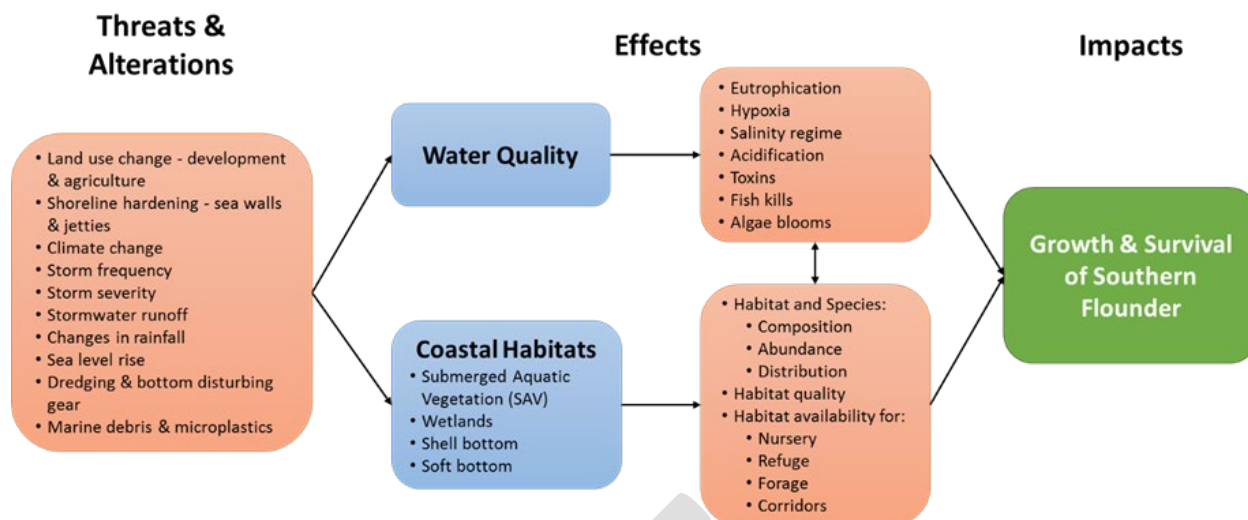 Threats &
Alterations
Effects
Impacts
• Land use change - development
& agriculture
• Shoreline hardening - sea walls
& jetties
• Climate change
• Storm frequency
• Storm severity
• Stormwater runoff
• Changes in rainfall
• Sea level rise
• Dredging & bottom disturbing
gear
• Marine debris & microplastics
Water Quality
Coastal Habitats
• Submerged Aquatic
Vegetation (SAV)
• Wetlands
• Shell bottom
• Soft bottom
• Eutrophication
• Hypoxia
• Salinity regime
• Acidification
• Toxins
• Fish kills
• Algae blooms
• Habitat and Species:
• Composition
• Abundance
• Distribution
• Habitat quality
• Habitat availability for:
• Nursery
• Refuge
• Forage
• Corridors
Growth & Survival
of Southern
Flounder